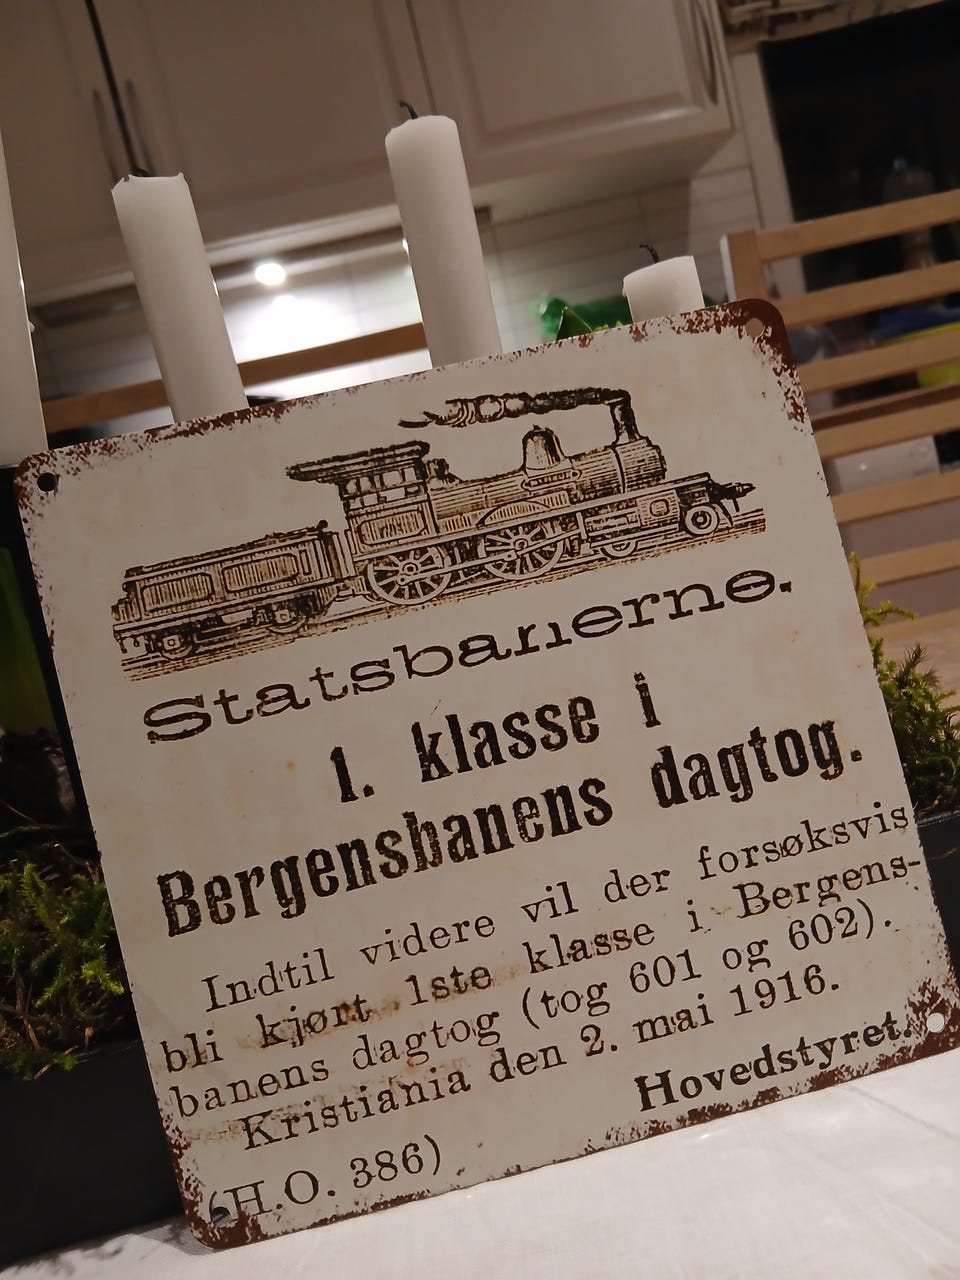 Statsbanerne.
1. klasse i
Bergensbanens dagtog.
Indtil videre vil der forsøksvis
bli kjørt 1ste klasse i Bergens-
banens dagtog (tog 601 og 602).
Kristiania den 2. mai 1916.
Hovedstyret.
(H.O. 386)